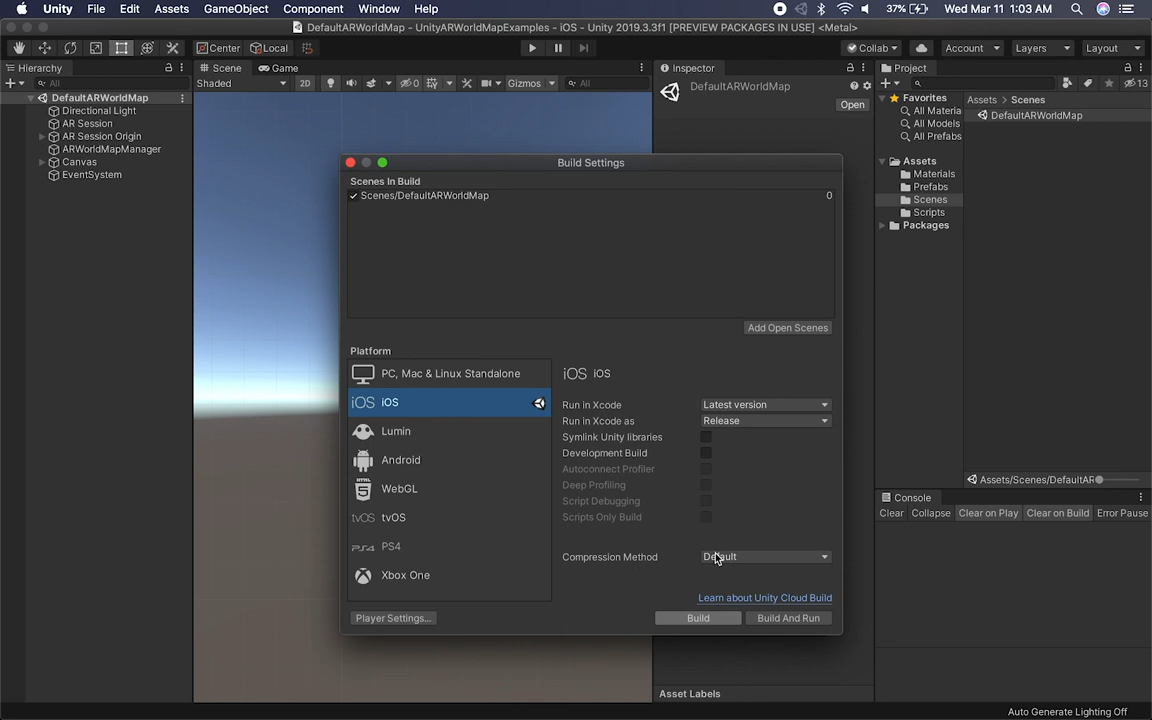 Unity File Edit Assets GameObject Component Window Help 37% Wed Mar 11 1:03 AM
DefaultARWorldMap - UnityARWorldMapExamples - iOS - Unity 2019.3.3f1 [PREVIEW PACKAGES IN USE] <Metal>
Center Local Collab Account Layers Layout
Hierarchy
All
DefaultARWorldMap
Directional Light
AR Session
AR Session Origin
ARWorldMapManager
Canvas
EventSystem
Scene Game
Shaded 2D 0 Gizmos All
Inspector
DefaultARWorldMap
Open
Project
13
Favorites
All Materia
All Models
All Prefabs
Assets
Materials
Prefabs
Scenes
Scripts
Packages
Assets > Scenes
DefaultARWorldMap
Assets/Scenes/DefaultAR
Build Settings
Scenes In Build
Scenes/DefaultARWorldMap 0
Add Open Scenes
Platform
PC, Mac & Linux Standalone
iOS iOS
Lumin
Android
HTML 5 WebGL
tvOS tvOS
PS4
Xbox One
iOS iOS
Run in Xcode Latest version
Run in Xcode as Release
Symlink Unity libraries
Development Build
Autoconnect Profiler
Deep Profiling
Script Debugging
Scripts Only Build
Compression Method Default
Learn about Unity Cloud Build
Player Settings... Build Build And Run
Console
Clear Collapse Clear on Play Clear on Build Error Pause
Asset Labels
Auto Generate Lighting Off